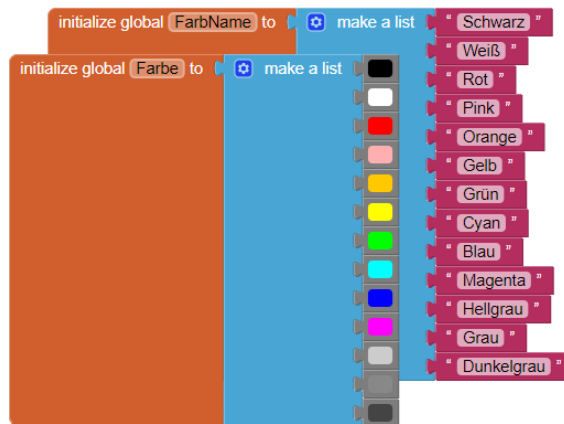 initialize global FarbName to make a list " Schwarz "
" Weiß "
initialize global Farbe to make a list
" Rot "
" Pink "
" Orange "
" Gelb "
" Grün "
" Cyan "
" Blau "
" Magenta "
" Hellgrau "
" Grau "
" Dunkelgrau "